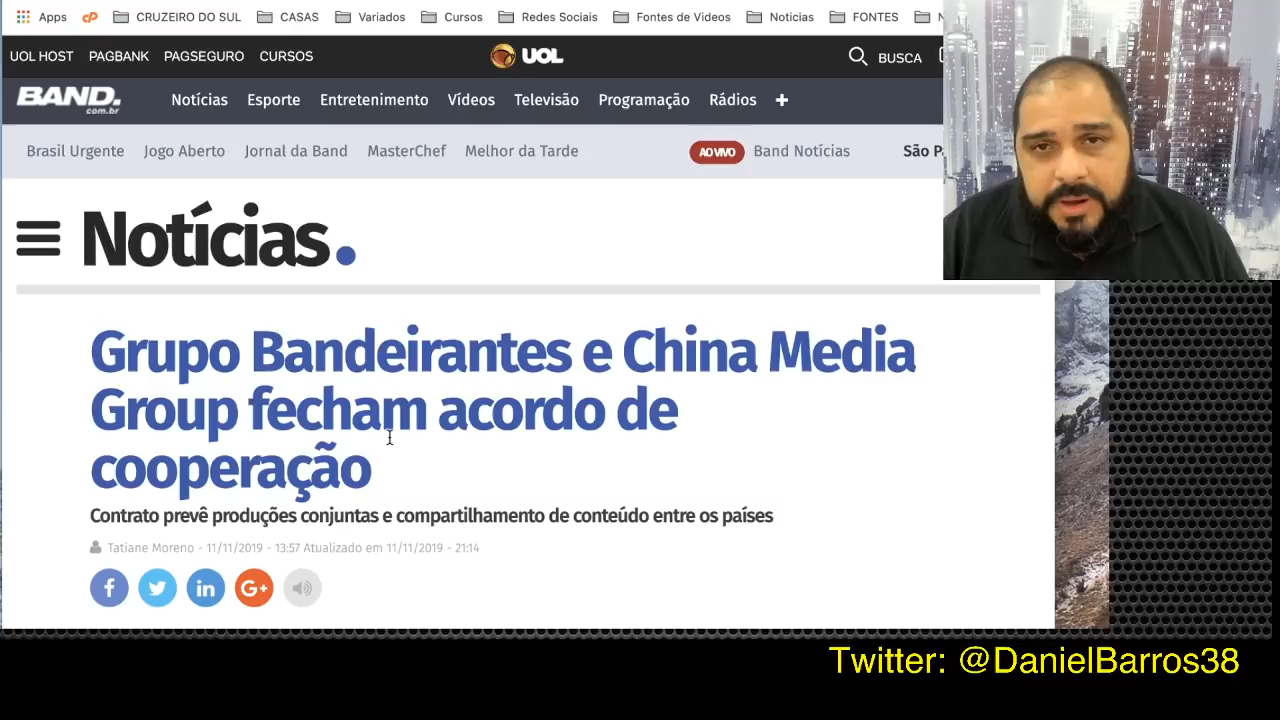 Apps CRUZEIRO DO SUL CASAS Variados Cursos Redes Sociais Fontes de Videos Noticias FONTES N
UOL HOST PAGBANK PAGSEGURO CURSOS UOL BUSCA
BAND.
com.br
Notícias Esporte Entretenimento Vídeos Televisão Programação Rádios +
Brasil Urgente Jogo Aberto Jornal da Band MasterChef Melhor da Tarde AO VIVO Band Notícias São Pa
Notícias.
Grupo Bandeirantes e China Media
Group fecham acordo de
cooperação
Contrato prevê produções conjuntas e compartilhamento de conteúdo entre os países
Tatiane Moreno - 11/11/2019 - 13:57 Atualizado em 11/11/2019 - 21:14
f in G+
Twitter: @DanielBarros38